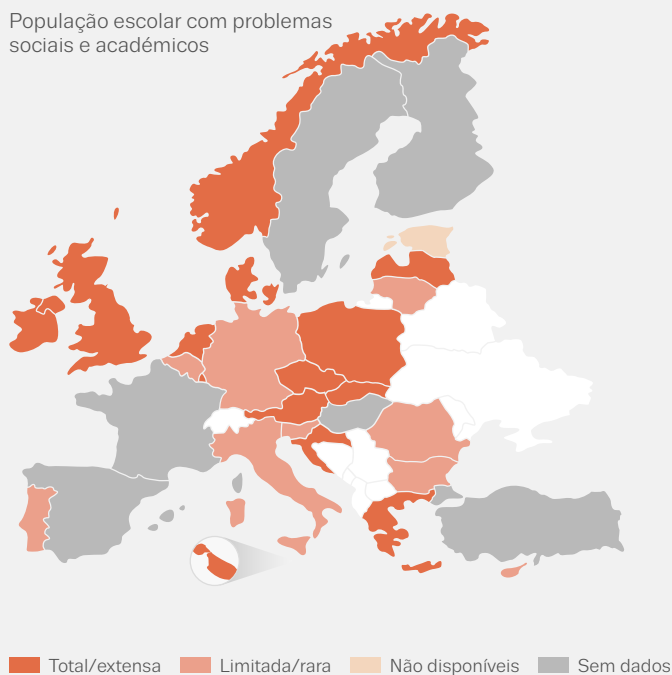 População escolar com problemas
sociais e académicos
Total/extensa
Limitada/rara
Não disponíveis
Sem dados